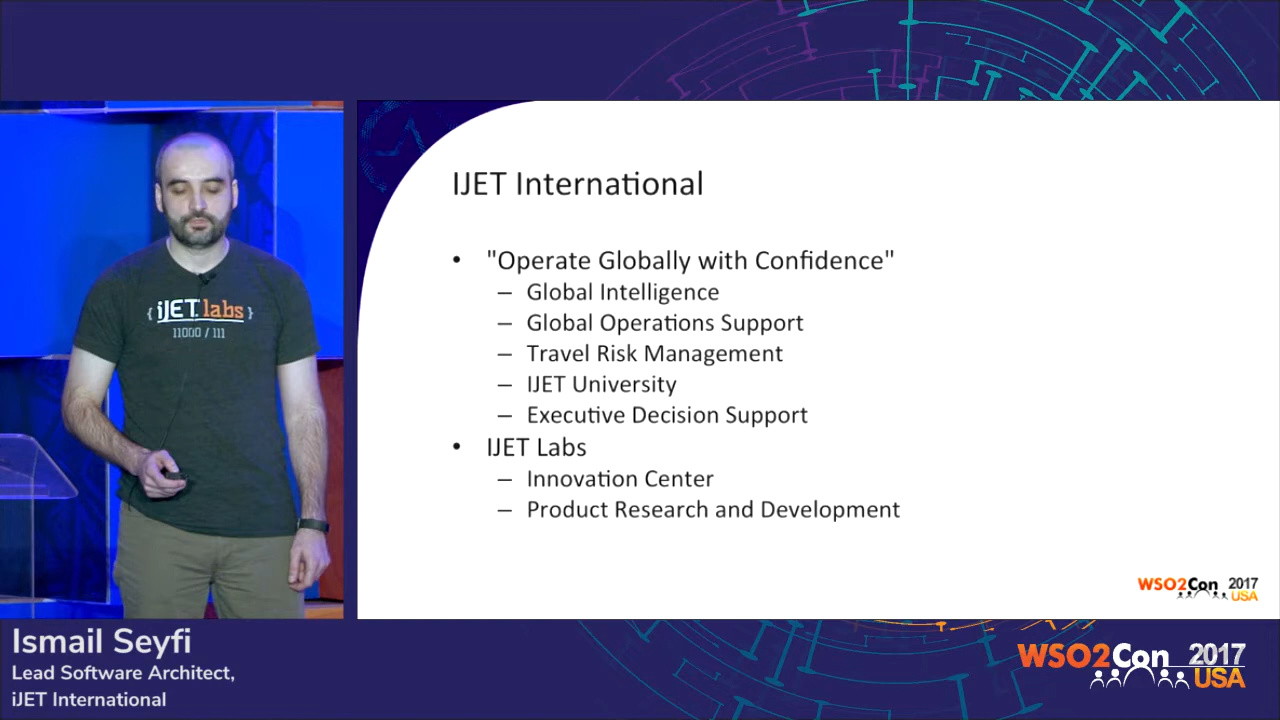 { iJET.labs }
11000 / 111
IJET International
• "Operate Globally with Confidence"
– Global Intelligence
– Global Operations Support
– Travel Risk Management
– IJET University
– Executive Decision Support
• IJET Labs
– Innovation Center
– Product Research and Development
WSO2Con 2017
USA
Ismail Seyfi
Lead Software Architect,
iJET International
WSO2Con 2017
USA